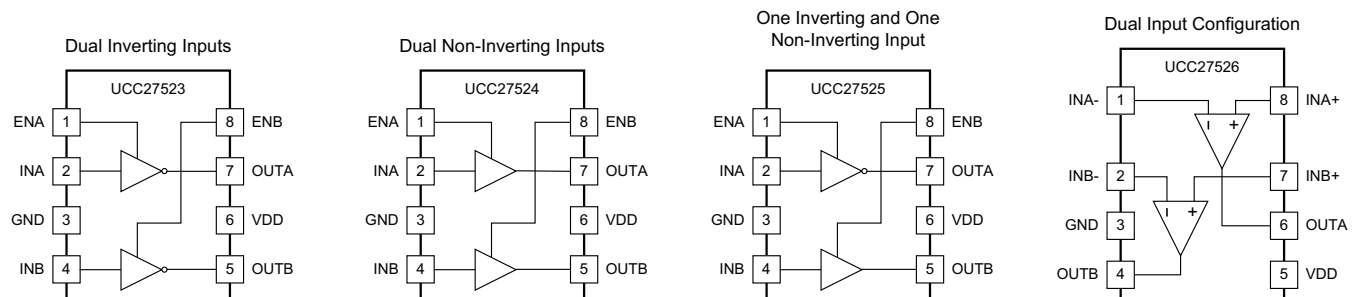 Dual Inverting Inputs
UCC27523
ENA 1
8 ENB
INA 2
7 OUTA
GND 3
6 VDD
INB 4
5 OUTB
Dual Non-Inverting Inputs
UCC27524
ENA 1
8 ENB
INA 2
7 OUTA
GND 3
6 VDD
INB 4
5 OUTB
One Inverting and One
Non-Inverting Input
UCC27525
ENA 1
8 ENB
INA 2
7 OUTA
GND 3
6 VDD
INB 4
5 OUTB
Dual Input Configuration
UCC27526
INA- 1
8 INA+
- +
INB- 2
7 INB+
- +
GND 3
6 OUTA
OUTB 4
5 VDD